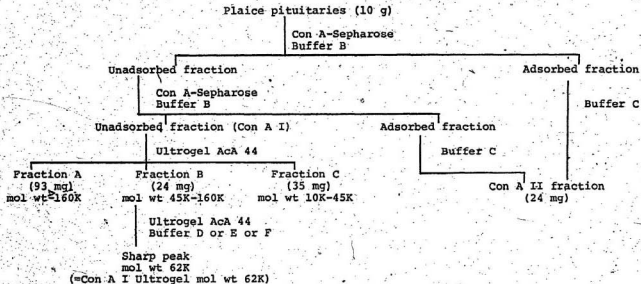 Plaice pituitaries (10 g)
Con A-Sepharose
Buffer B
Unadsorbed fraction
Adsorbed fraction
Con A-Sepharose
Buffer B
Buffer C
Unadsorbed fraction (Con A I)
Adsorbed fraction
Ultrogel AcA 44
Buffer C
Fraction A
(93 mg)
mol wt>160K
Fraction B
(24 mg)
mol wt 45K-160K
Fraction C
(35 mg)
mol wt 10K-45K
Con A II fraction
(24 mg)
Ultrogel AcA 44
Buffer D or E or F
Sharp peak
mol wt 62K
(=Con A I Ultrogel mol wt 62K)